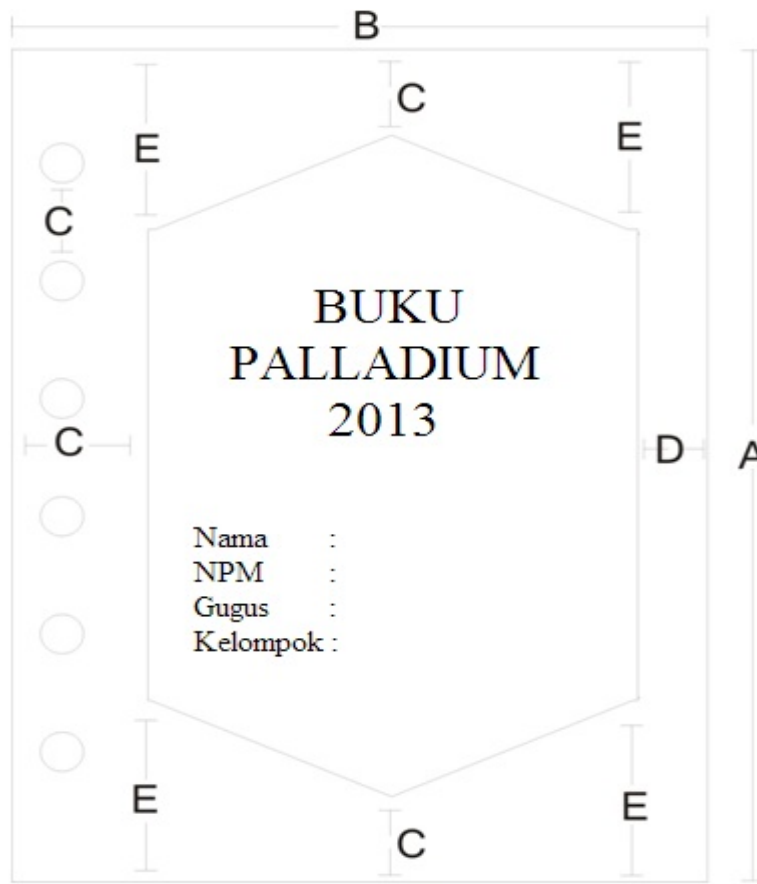 B
C
E
E
C
BUKU
PALLADIUM
2013
C
D
A
Nama :
NPM :
Gugus :
Kelompok :
E
E
C